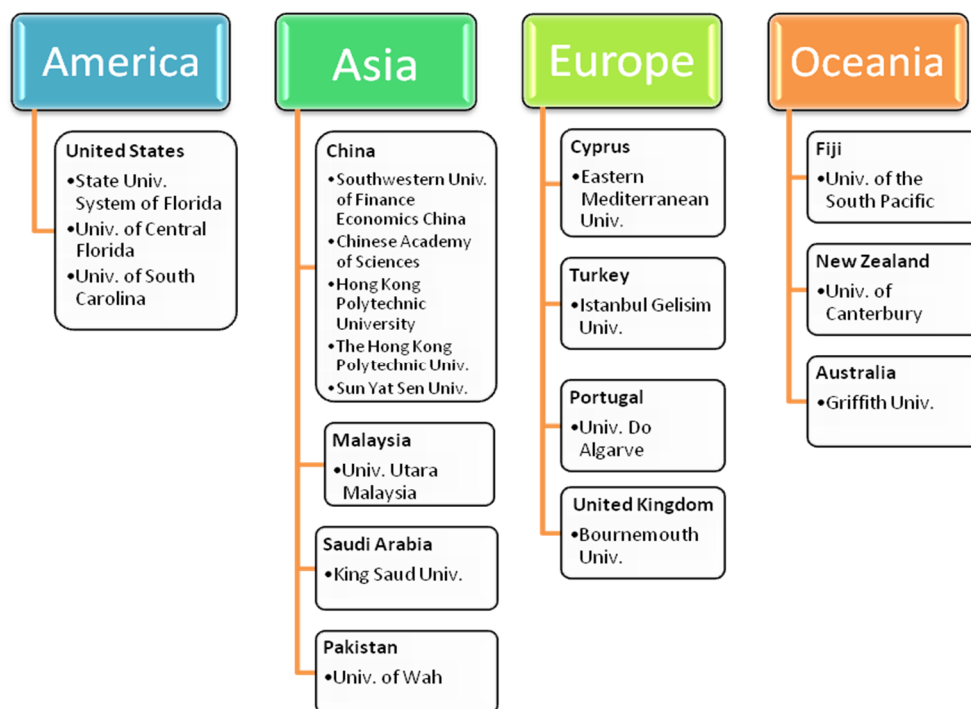 America
United States
•State Univ.
System of Florida
•Univ. of Central
Florida
•Univ. of South
Carolina
Asia
China
•Southwestern Univ.
of Finance
Economics China
•Chinese Academy
of Sciences
•Hong Kong
Polytechnic
University
•The Hong Kong
Polytechnic Univ.
•Sun Yat Sen Univ.
Malaysia
•Univ. Utara
Malaysia
Saudi Arabia
•King Saud Univ.
Pakistan
•Univ. of Wah
Europe
Cyprus
•Eastern
Mediterranean
Univ.
Turkey
•Istanbul Gelisim
Univ.
Portugal
•Univ. Do
Algarve
United Kingdom
•Bournemouth
Univ.
Oceania
Fiji
•Univ. of the
South Pacific
New Zealand
•Univ. of
Canterbury
Australia
•Griffith Univ.